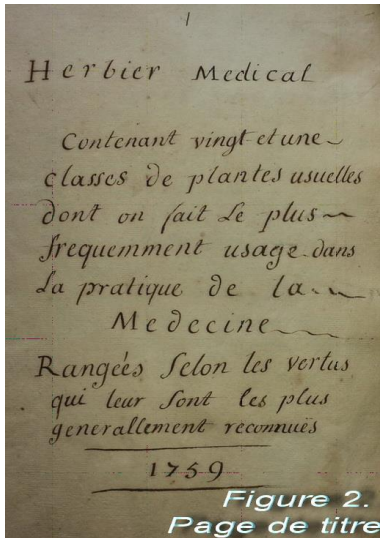 1
Herbier Medical
Contenant vingt et une
classes de plantes usuelles
dont on fait Le plus
frequemment usage dans
La pratique de la
Medecine
Rangées Selon les vertus
qui leur Sont les plus
generallement reconnuës
1759
Figure 2.
Page de titre